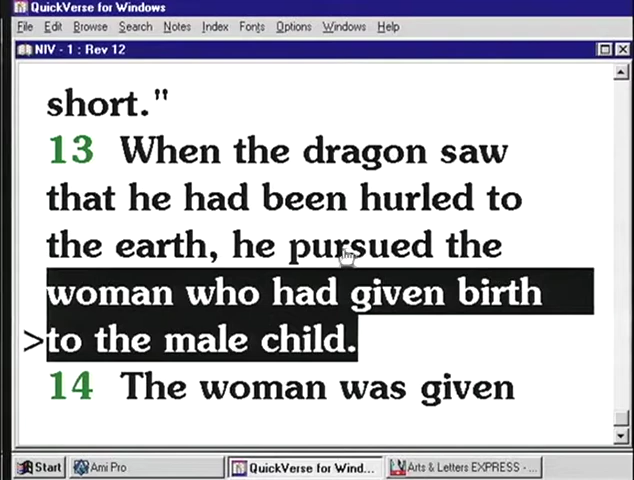 QuickVerse for Windows
File Edit Browse Search Notes Index Fonts Options Windows Help
NIV - 1 : Rev 12
short."
13 When the dragon saw
that he had been hurled to
the earth, he pursued the
woman who had given birth
>to the male child.
14 The woman was given
Start Ami Pro QuickVerse for Wind... Arts & Letters EXPRESS - ...